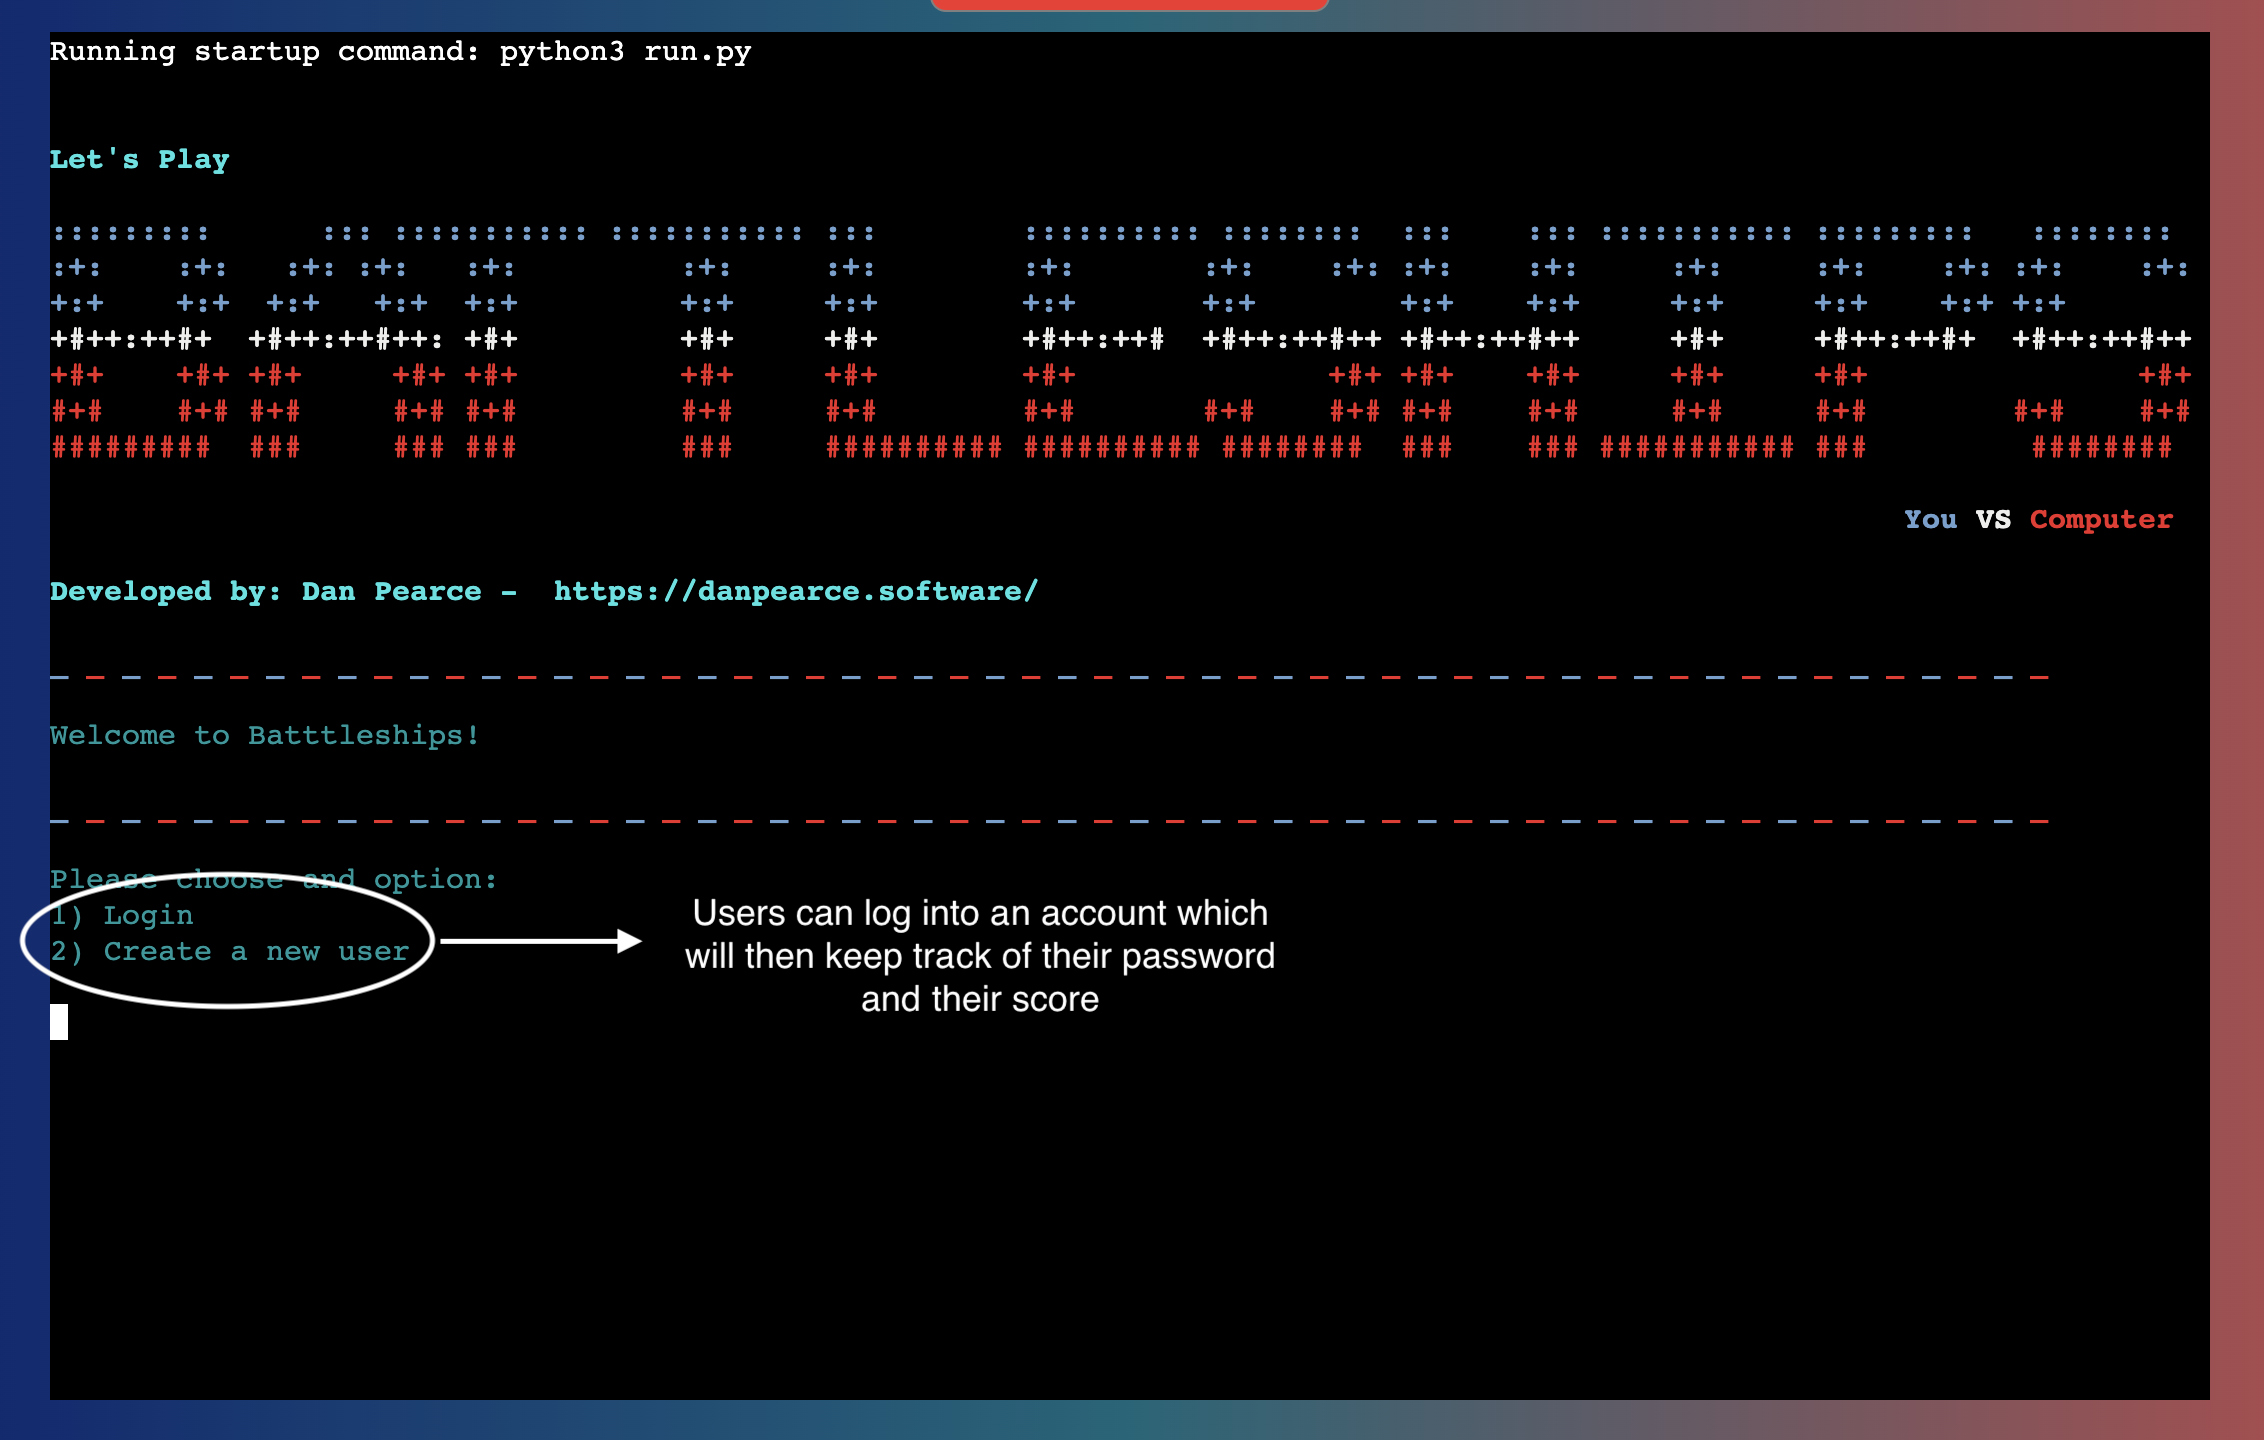 Running startup command: python3 run.py
Let's Play
:::::::::      ::: ::::::::::: ::::::::::: :::        :::::::::: ::::::::  :::    ::: ::::::::::: :::::::::   ::::::::
:+:    :+:   :+: :+:   :+:         :+:     :+:        :+:       :+:    :+: :+:    :+:     :+:     :+:    :+: :+:    :+:
+:+    +:+  +:+   +:+  +:+         +:+     +:+        +:+       +:+        +:+    +:+     +:+     +:+    +:+ +:+
+#++:++#+  +#++:++#++: +#+         +#+     +#+        +#++:++#  +#++:++#++ +#++:++#++     +#+     +#++:++#+  +#++:++#++
+#+    +#+ +#+     +#+ +#+         +#+     +#+        +#+              +#+ +#+    +#+     +#+     +#+               +#+
#+#    #+# #+#     #+# #+#         #+#     #+#        #+#       #+#    #+# #+#    #+#     #+#     #+#        #+#    #+#
#########  ###     ### ###         ###     ########## ########## ########  ###    ### ########### ###         ########
You VS Computer
Developed by: Dan Pearce -  https://danpearce.software/
Welcome to Batttleships!
Please choose and option:
1) Login
2) Create a new user
Users can log into an account which
will then keep track of their password
and their score